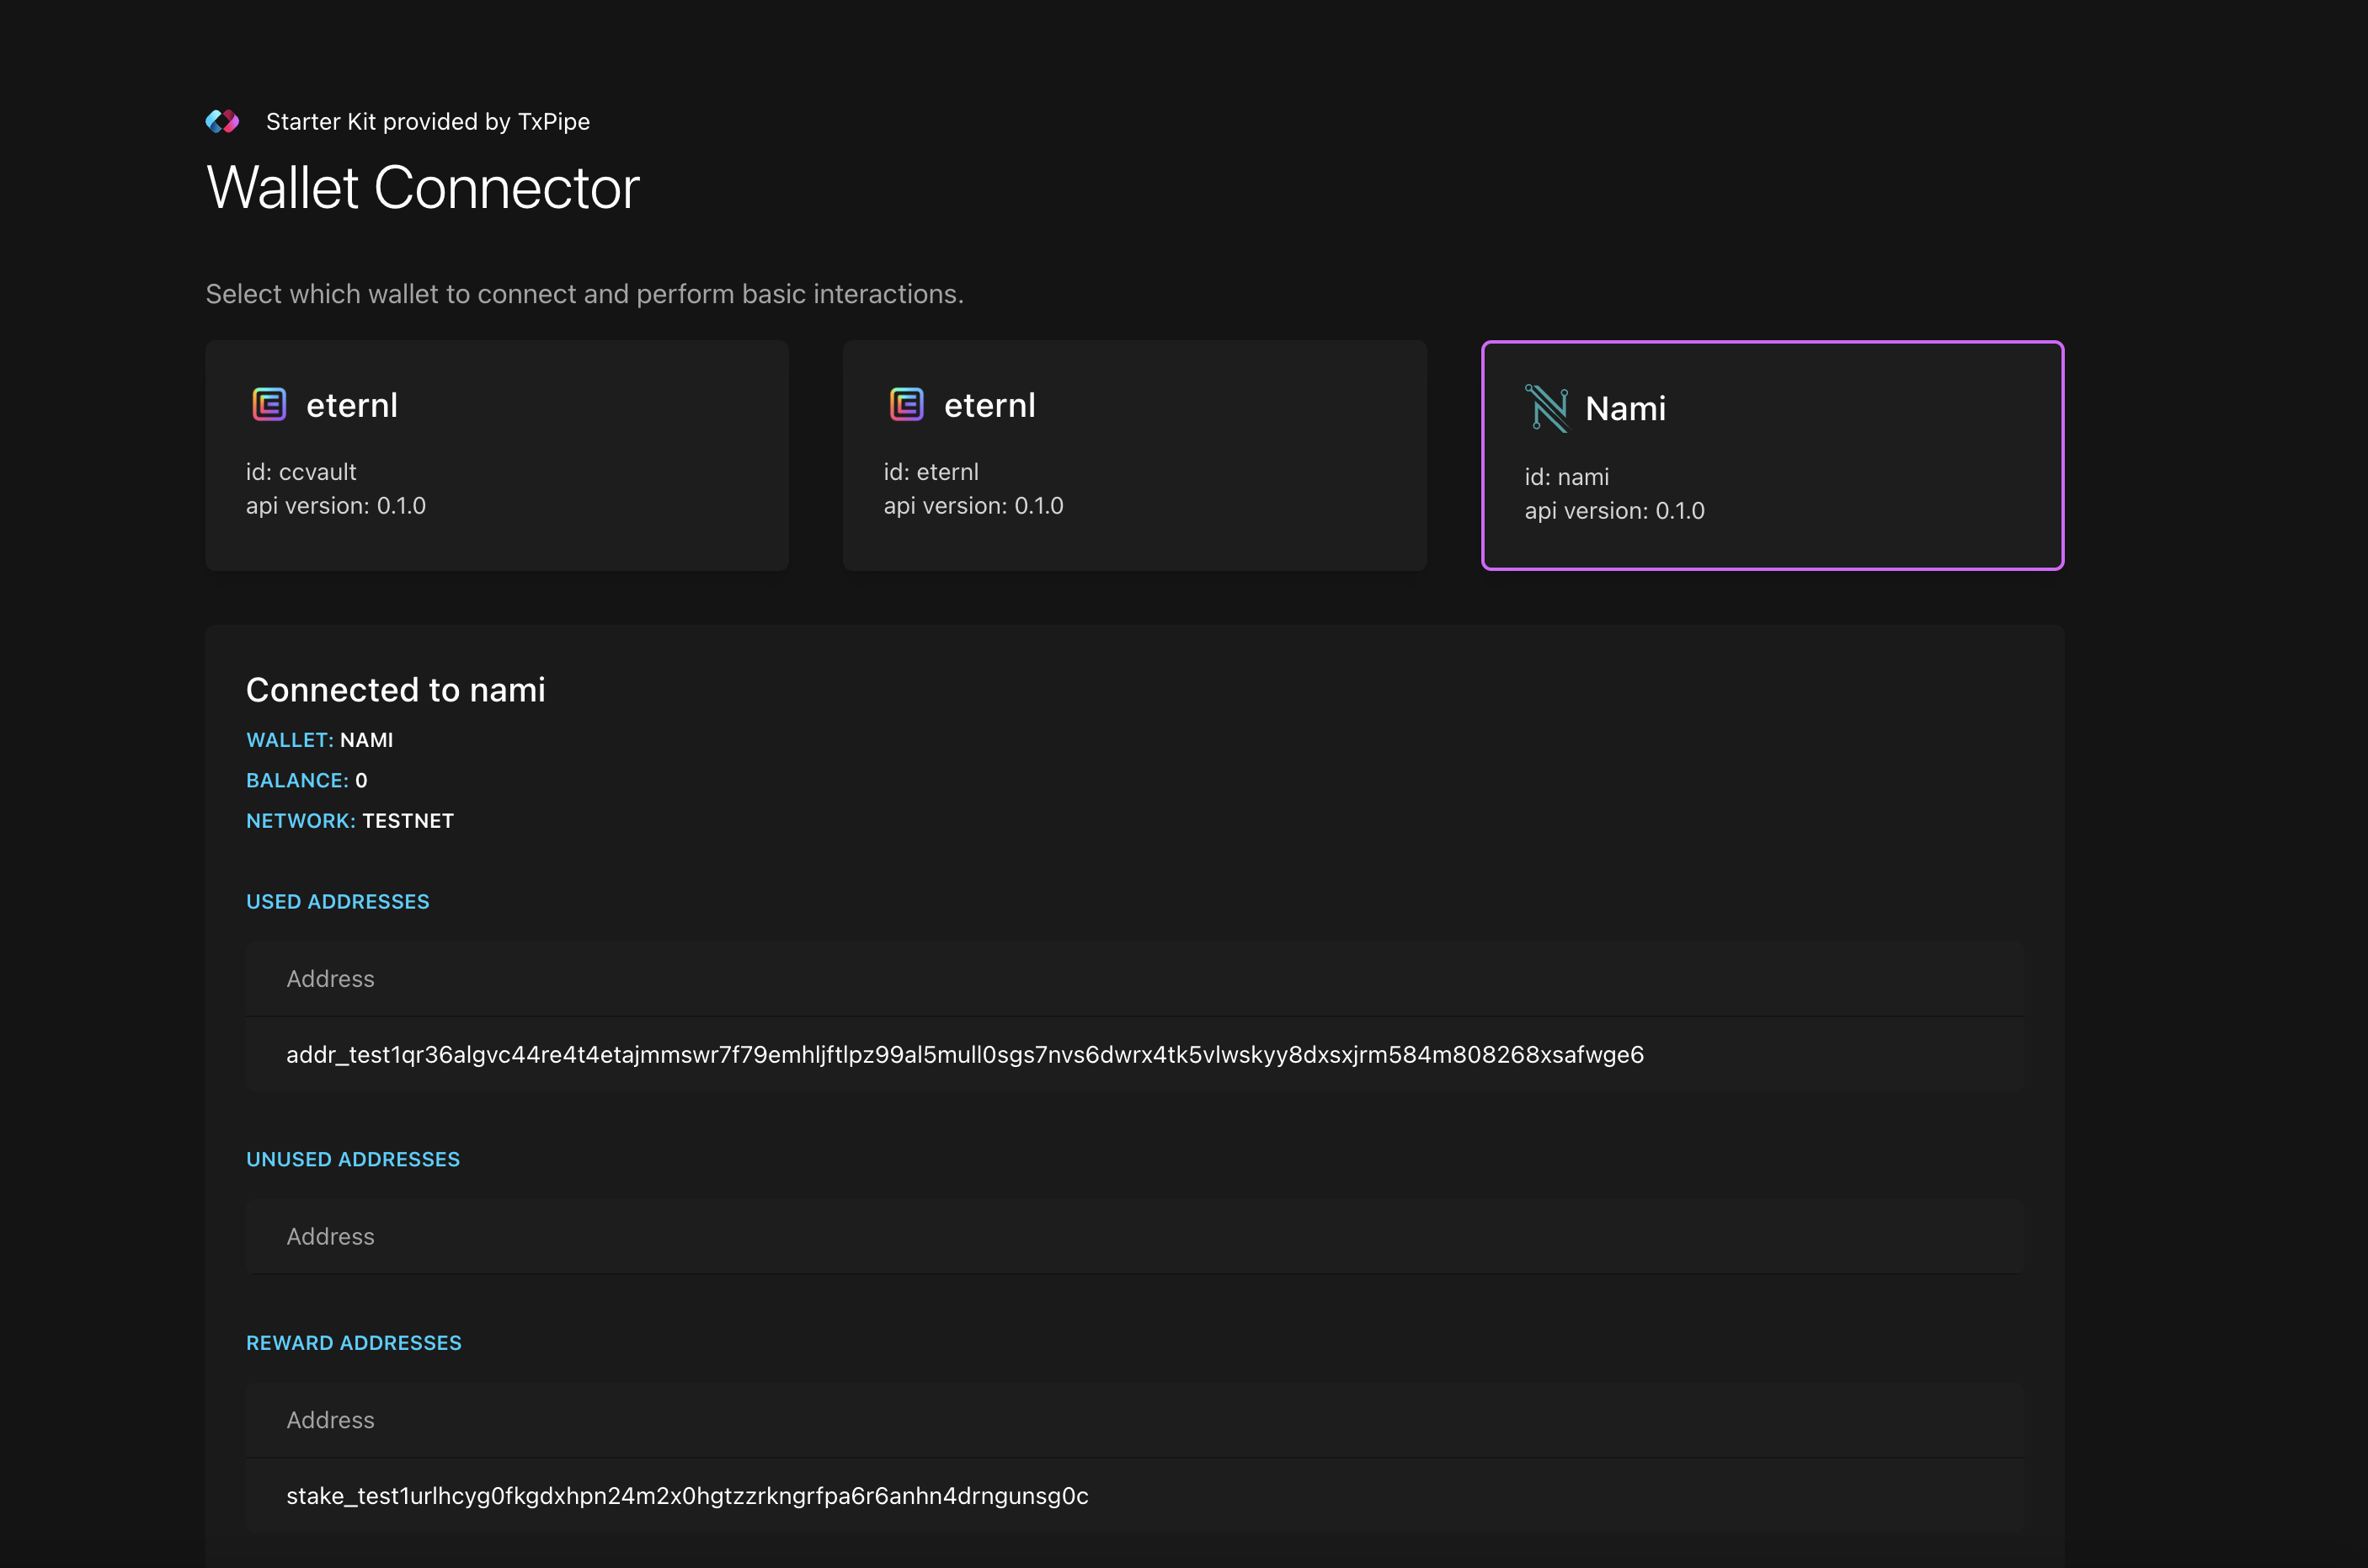 Starter Kit provided by TxPipe
Wallet Connector
Select which wallet to connect and perform basic interactions.
eternl
id: ccvault
api version: 0.1.0
eternl
id: eternl
api version: 0.1.0
Nami
id: nami
api version: 0.1.0
Connected to nami
WALLET: NAMI
BALANCE: 0
NETWORK: TESTNET
USED ADDRESSES
Address
addr_test1qr36algvc44re4t4etajmmswr7f79emhljftlpz99al5mull0sgs7nvs6dwrx4tk5vlwskyy8dxsxjrm584m808268xsafwge6
UNUSED ADDRESSES
Address
REWARD ADDRESSES
Address
stake_test1urlhcyg0fkgdxhpn24m2x0hgtzzrkngrfpa6r6anhn4drngunsg0c